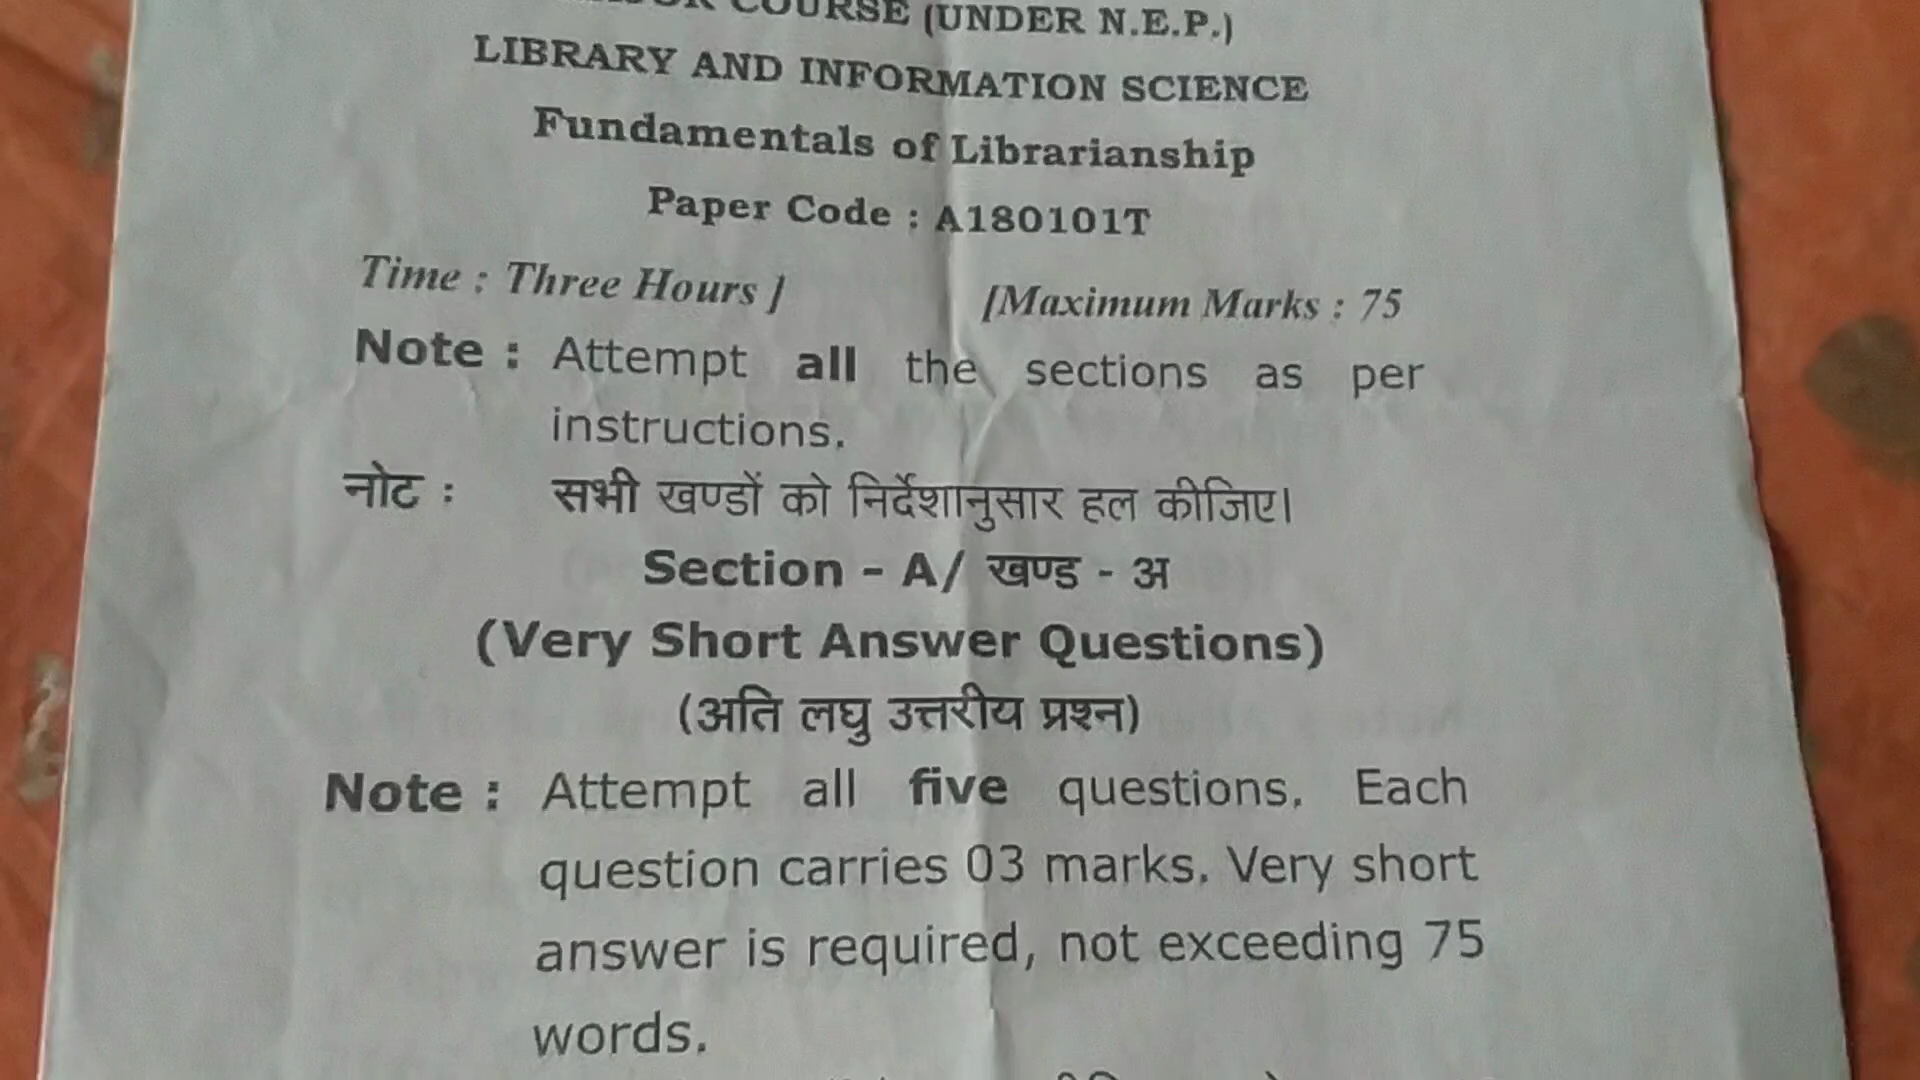 COURSE (UNDER N.E.P.)
LIBRARY AND INFORMATION SCIENCE
Fundamentals of Librarianship
Paper Code : A180101T
Time : Three Hours ] [Maximum Marks : 75
Note : Attempt all the sections as per
instructions.
नोट : सभी खण्डों को निर्देशानुसार हल कीजिए।
Section - A/ खण्ड - अ
(Very Short Answer Questions)
(अति लघु उत्तरीय प्रश्न)
Note : Attempt all five questions. Each
question carries 03 marks. Very short
answer is required, not exceeding 75
words.